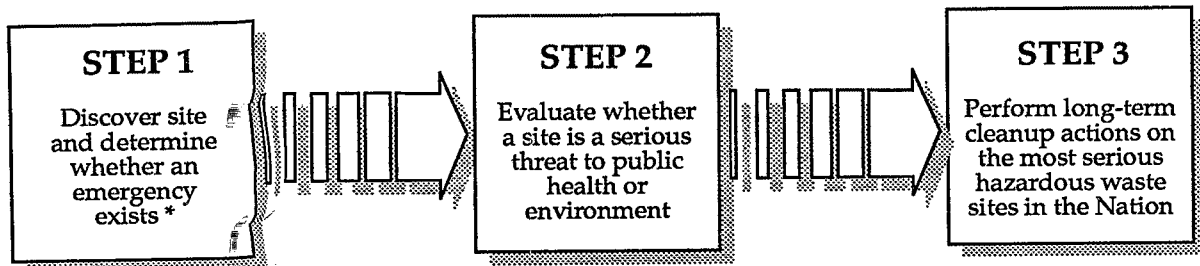 STEP 1
Discover site
and determine
whether an
emergency
exists *
STEP 2
Evaluate whether
a site is a serious
threat to public
health or
environment
STEP 3
Perform long-term
cleanup actions on
the most serious
hazardous waste
sites in the Nation